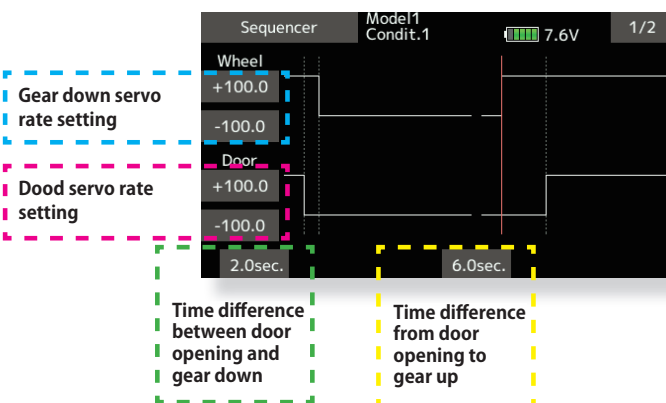 Sequencer
Model1
Condit.1
7.6V
1/2
Wheel
+100.0
-100.0
Door
+100.0
-100.0
2.0sec.
6.0sec.
Gear down servo
rate setting
Dood servo rate
setting
Time difference
between door
opening and
gear down
Time difference
from door
opening to
gear up